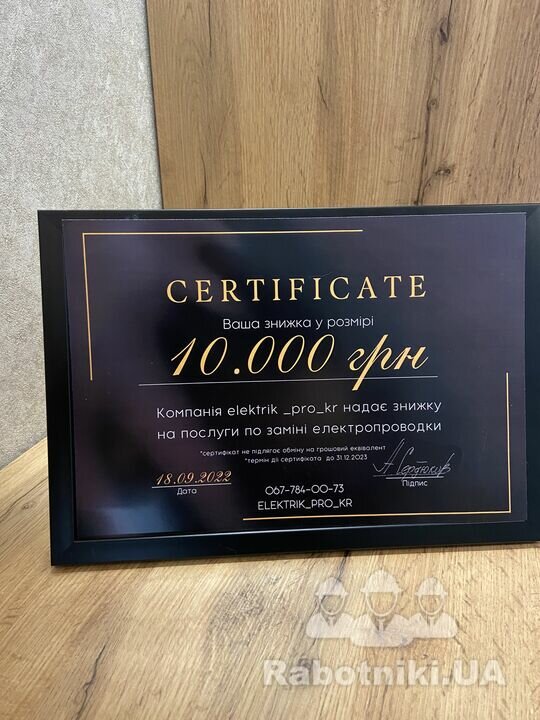 CERTIFICATE
Ваша знижка у розмірі
10.000 грн
Компанія elektrik _pro_kr надає знижку
на послуги по заміні електропроводки
*сертифікат не підлягає обміну на грошовий еквівалент
*термін дії сертифіката до 31.12.2023
18.09.2022
Дата
Підпис
067-784-00-73
ELEKTRIK_PRO_KR
Rabotniki.UA